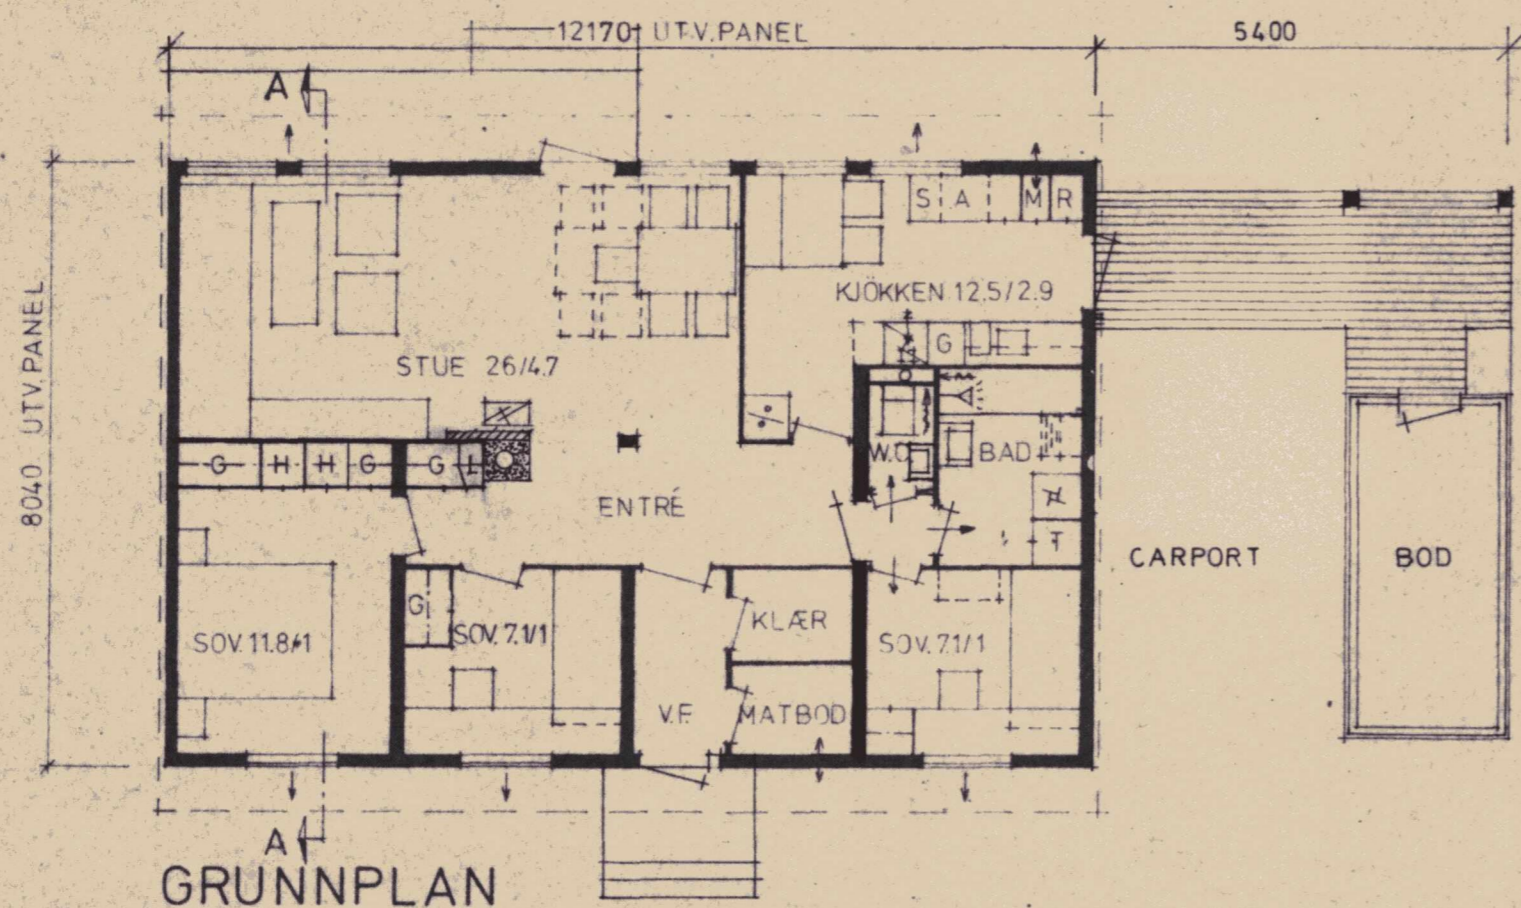 12170 UTV.PANEL
5400
A
8040 UTV.PANEL
S A M R
KJÖKKEN 12.5/2.9
G
STUE 26/4.7
G H H G G L
W.C
BAD
ENTRÉ
T
CARPORT
BOD
G
SOV. 11.8/1
SOV. 7.1/1
KLÆR
SOV. 7.1/1
V.F.
MATBOD
A
GRUNNPLAN